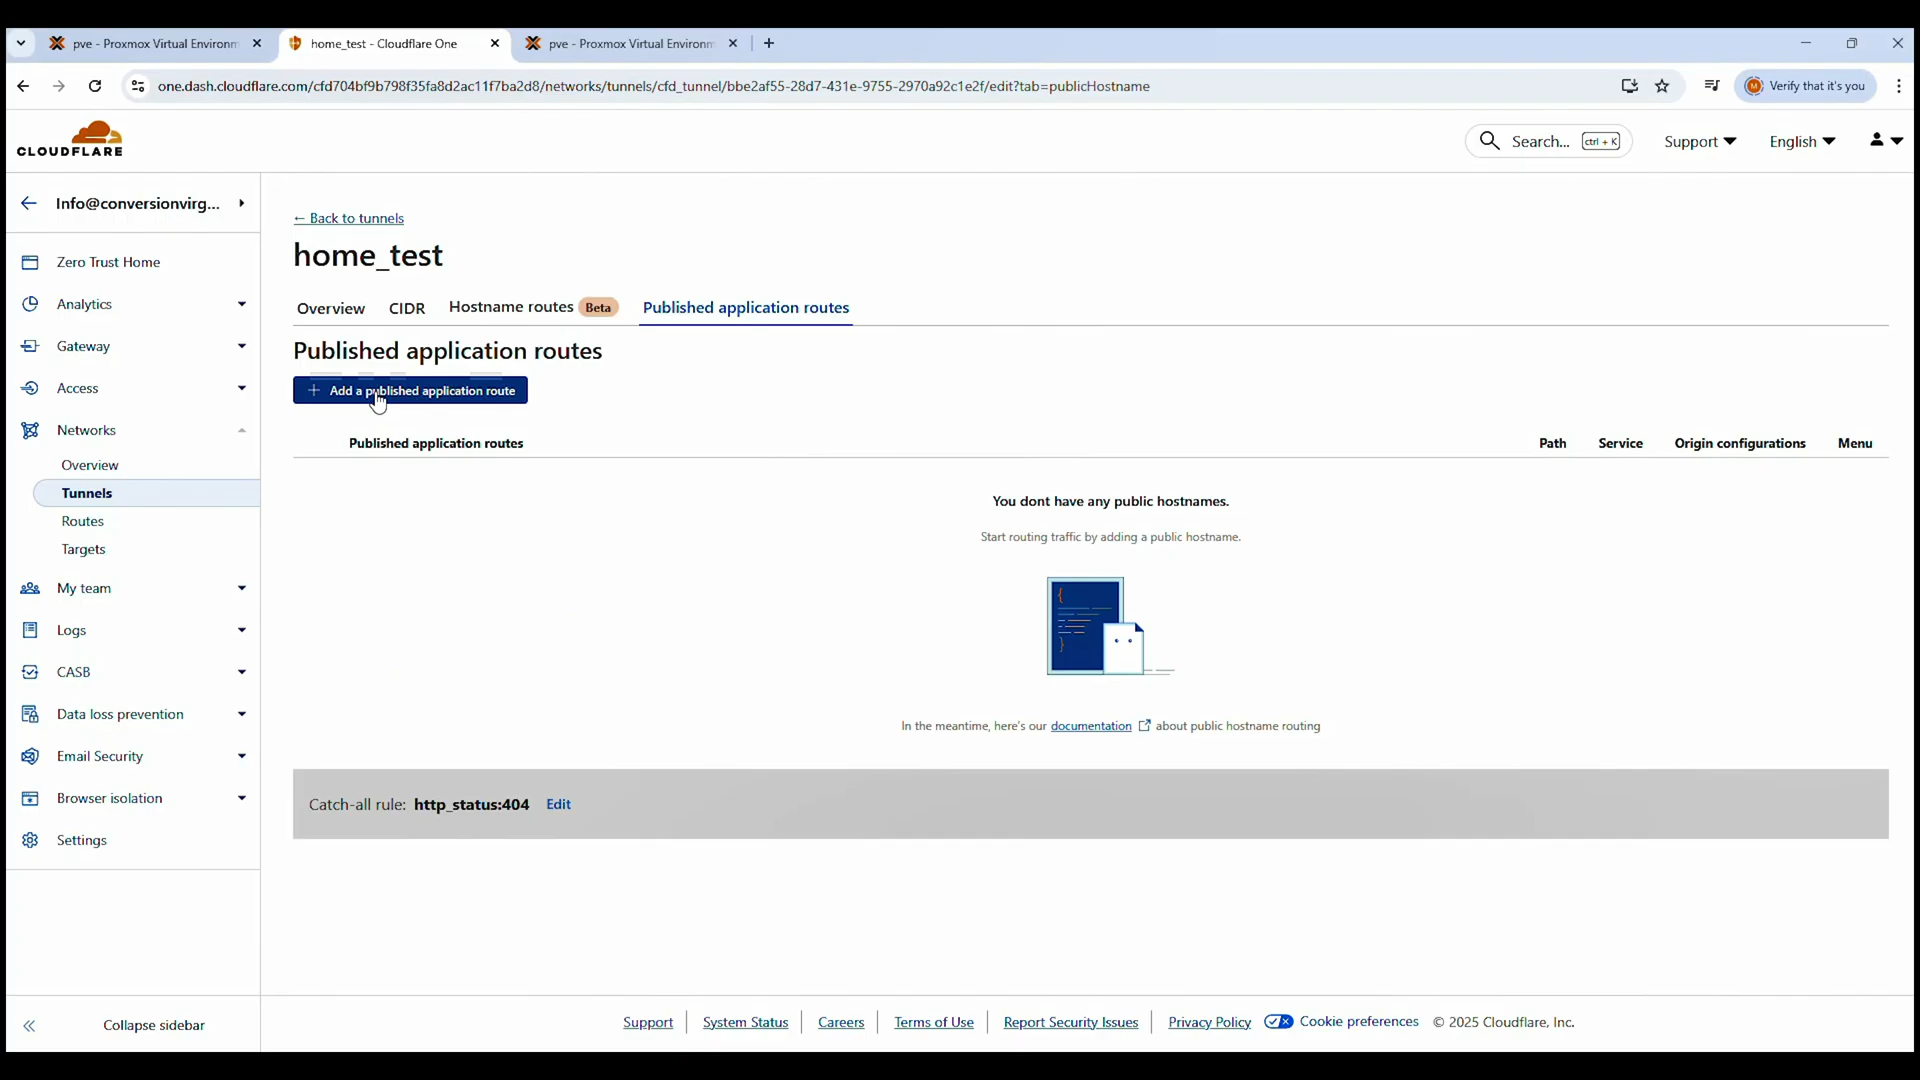 pve - Proxmox Virtual Environm
home_test - Cloudflare One
pve - Proxmox Virtual Environm
one.dash.cloudflare.com/cfd704bf9b798f35fa8d2ac11f7ba2d8/networks/tunnels/cfd_tunnel/bbe2af55-28d7-431e-9755-2970a92c1e2f/edit?tab=publicHostname
M
Verify that it's you
CLOUDFLARE
Search... ctrl + K
Support
English
Info@conversionvirg...
Zero Trust Home
Analytics
Gateway
Access
Networks
Overview
Tunnels
Routes
Targets
My team
Logs
CASB
Data loss prevention
Email Security
Browser isolation
Settings
Collapse sidebar
← Back to tunnels
home_test
Overview CIDR Hostname routes Beta Published application routes
Published application routes
+ Add a published application route
Published application routes Path Service Origin configurations Menu
You dont have any public hostnames.
Start routing traffic by adding a public hostname.
In the meantime, here's our documentation about public hostname routing
Catch-all rule: http_status:404 Edit
Support System Status Careers Terms of Use Report Security Issues Privacy Policy Cookie preferences © 2025 Cloudflare, Inc.